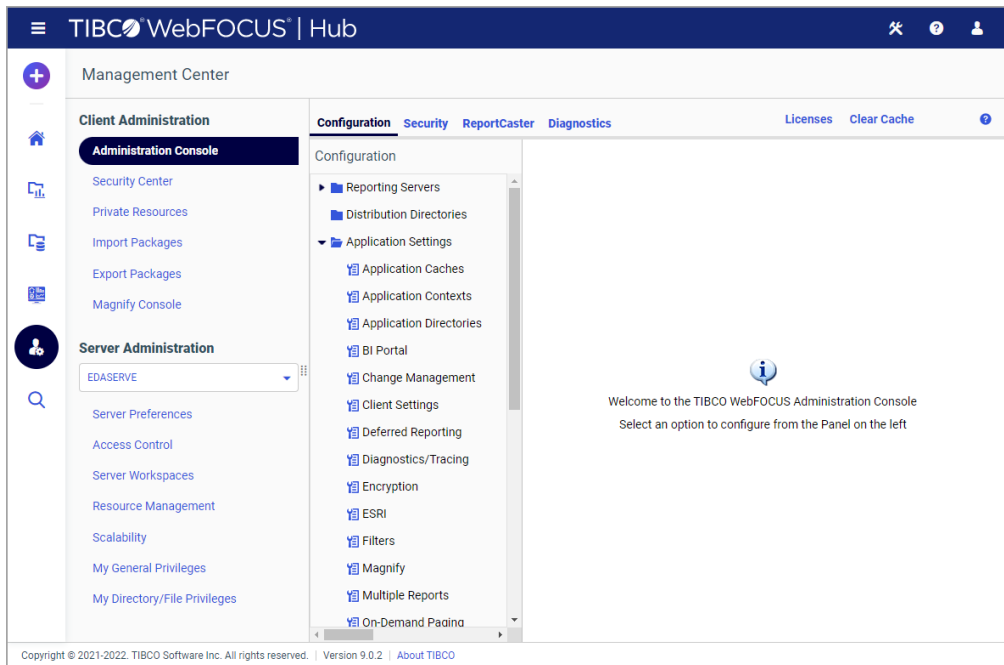 TIBCO® WebFOCUS® | Hub
Management Center
Client Administration
Administration Console
Security Center
Private Resources
Import Packages
Export Packages
Magnify Console
Server Administration
EDASERVE
Server Preferences
Access Control
Server Workspaces
Resource Management
Scalability
My General Privileges
My Directory/File Privileges
Configuration Security ReportCaster Diagnostics Licenses Clear Cache
Configuration
Reporting Servers
Distribution Directories
Application Settings
Application Caches
Application Contexts
Application Directories
BI Portal
Change Management
Client Settings
Deferred Reporting
Diagnostics/Tracing
Encryption
ESRI
Filters
Magnify
Multiple Reports
On-Demand Paging
Welcome to the TIBCO WebFOCUS Administration Console
Select an option to configure from the Panel on the left
Copyright © 2021-2022. TIBCO Software Inc. All rights reserved. | Version 9.0.2 | About TIBCO